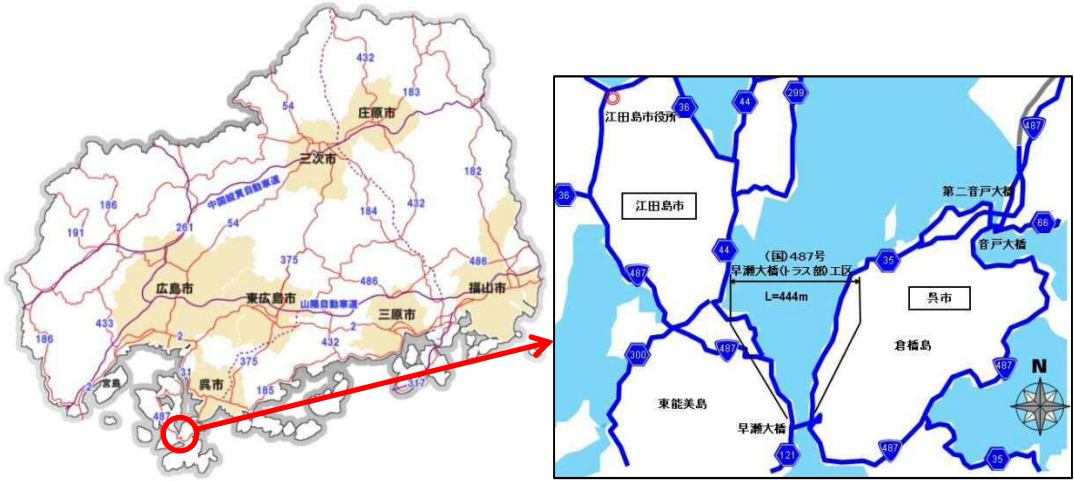 432
54
183
庄原市
三次市
182
中国縦貫自動車道
186
191
261
54
184
432
375
486
486
広島市
東広島市
山陽自動車道
三原市
福山市
433
2
2
432
186
31
375
呉市
185
317
2
宮島
487
299
36
44
江田島市役所
487
36
第二音戸大橋
66
江田島市
音戸大橋
44
(国)487号
早瀬大橋(トラス部)工区
35
487
L=444m
呉市
倉橋島
300
487
487
N
東能美島
早瀬大橋
121
487
35